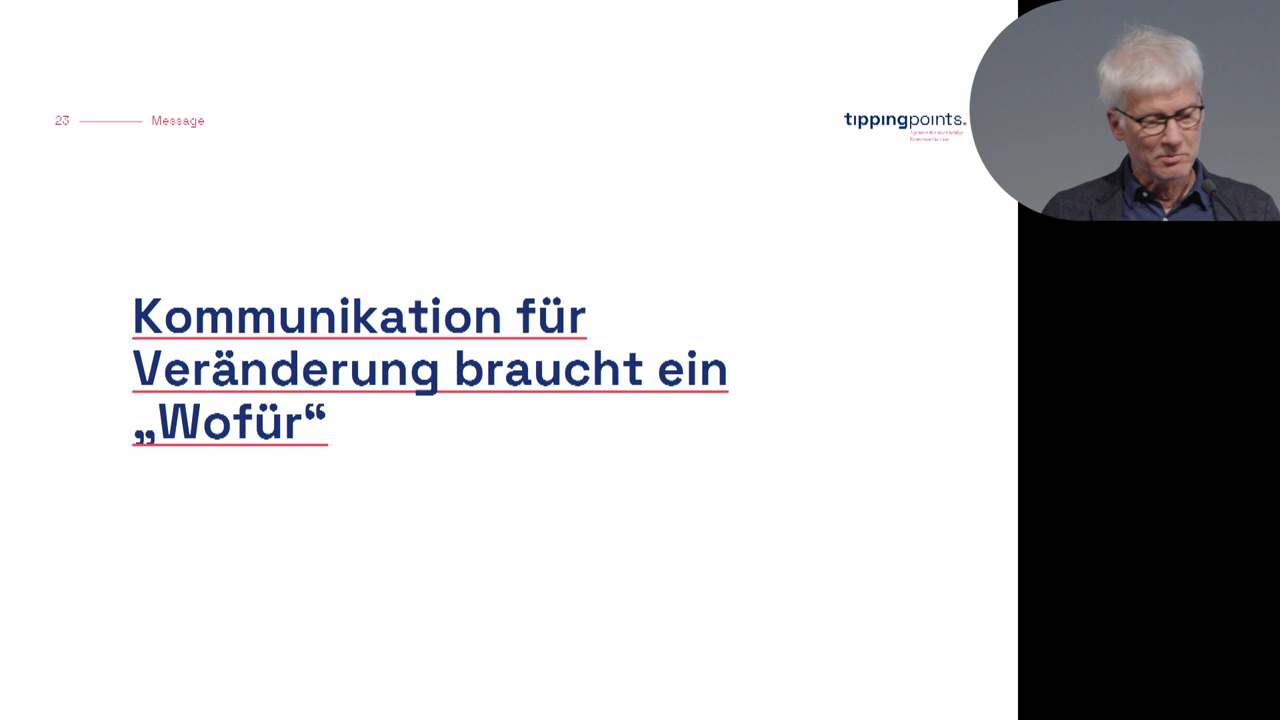 23 Message
tippingpoints.
Kommunikation für
Veränderung braucht ein
„Wofür“